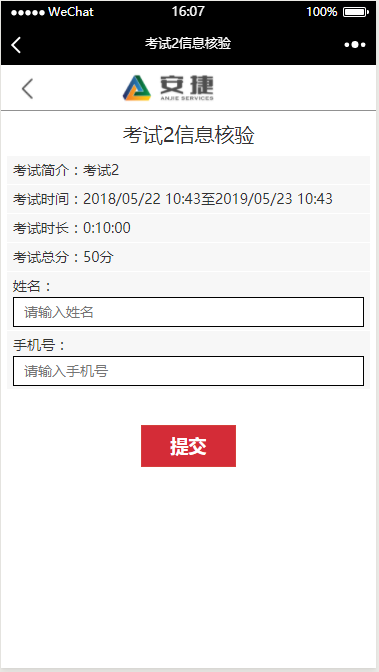 WeChat 16:07 100%
考试2信息核验
安捷
ANJIE SERVICES
考试2信息核验
考试简介：考试2
考试时间：2018/05/22 10:43至2019/05/23 10:43
考试时长：0:10:00
考试总分：50分
姓名：
请输入姓名
手机号：
请输入手机号
提交